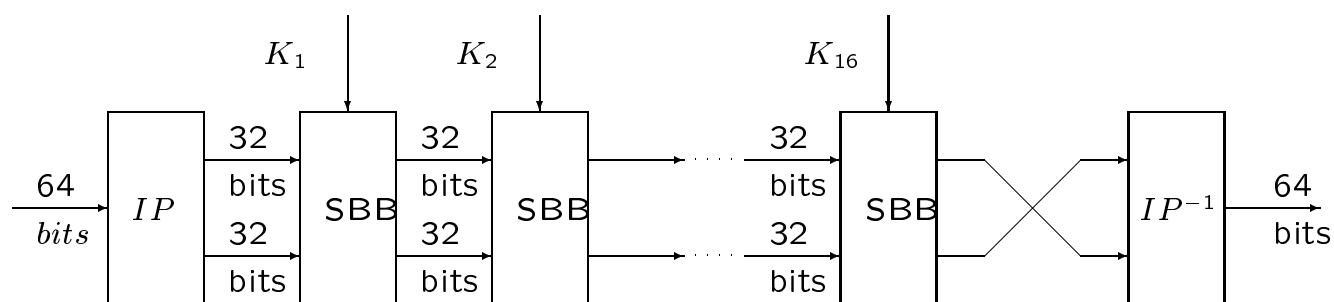 K₁ K₂ K₁₆
32 32 32
64 bits bits bits 64
IP SBB SBB SBB IP⁻¹
bits 32 32 32 bits
bits bits bits